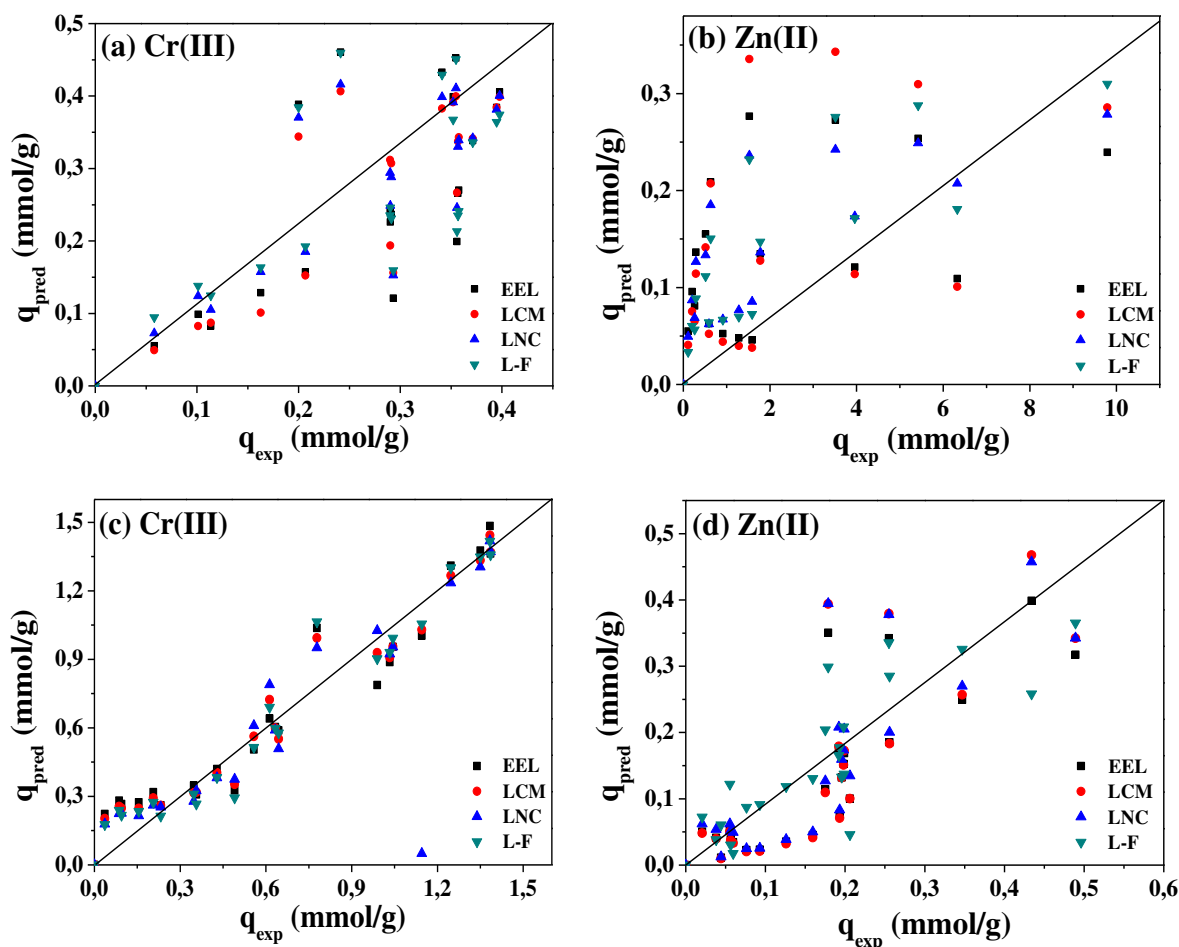 (a) Cr(III)
0,5
0,4
0,3
0,2
0,1
0,0
q_pred (mmol/g)
EEL
LCM
LNC
L-F
0,0 0,1 0,2 0,3 0,4
q_exp (mmol/g)
(b) Zn(II)
0,3
0,2
0,1
0,0
q_pred (mmol/g)
EEL
LCM
LNC
L-F
0 2 4 6 8 10
q_exp (mmol/g)
(c) Cr(III)
1,5
1,2
0,9
0,6
0,3
0,0
q_pred (mmol/g)
EEL
LCM
LNC
L-F
0,0 0,3 0,6 0,9 1,2 1,5
q_exp (mmol/g)
(d) Zn(II)
0,5
0,4
0,3
0,2
0,1
0,0
q_pred (mmol/g)
EEL
LCM
LNC
L-F
0,0 0,1 0,2 0,3 0,4 0,5 0,6
q_exp (mmol/g)